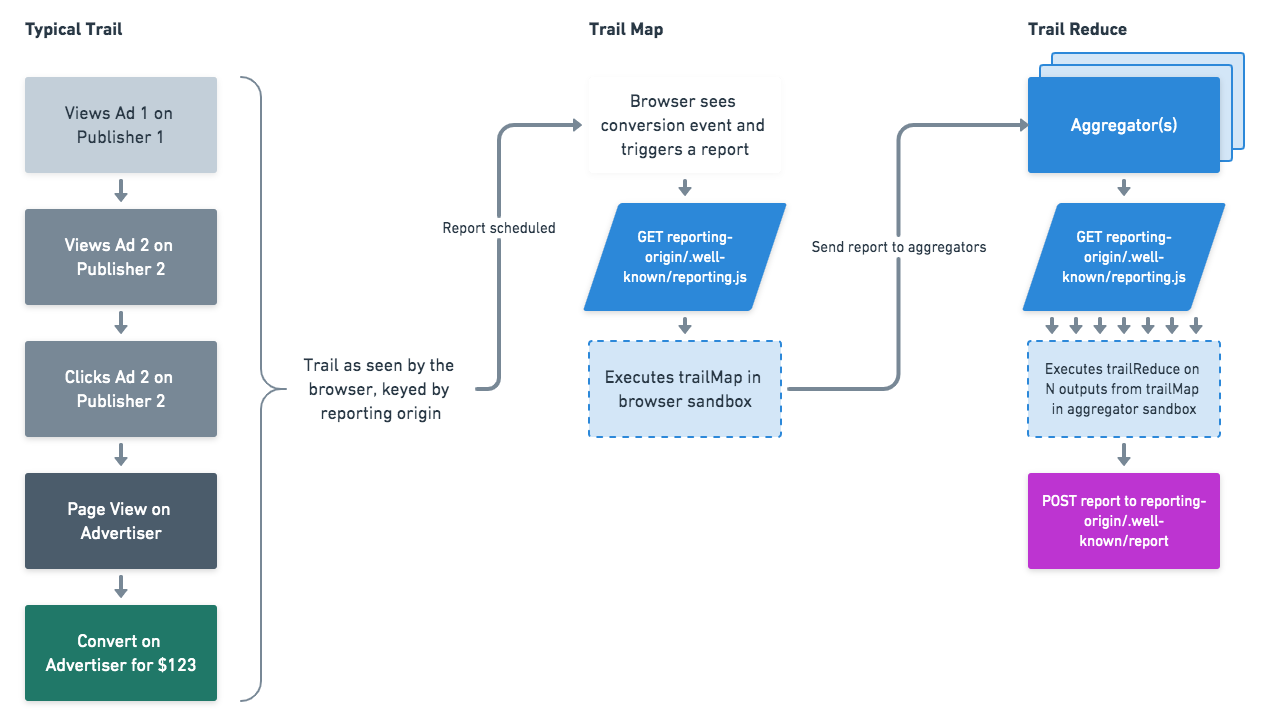 Typical Trail
Views Ad 1 on
Publisher 1
Views Ad 2 on
Publisher 2
Clicks Ad 2 on
Publisher 2
Page View on
Advertiser
Convert on
Advertiser for $123
Trail as seen by the
browser, keyed by
reporting origin
Report scheduled
Trail Map
Browser sees
conversion event and
triggers a report
GET reporting-
origin/.well-
known/reporting.js
Executes trailMap in
browser sandbox
Send report to aggregators
Trail Reduce
Aggregator(s)
GET reporting-
origin/.well-
known/reporting.js
Executes trailReduce on
N outputs from trailMap
in aggregator sandbox
POST report to reporting-
origin/.well-
known/report